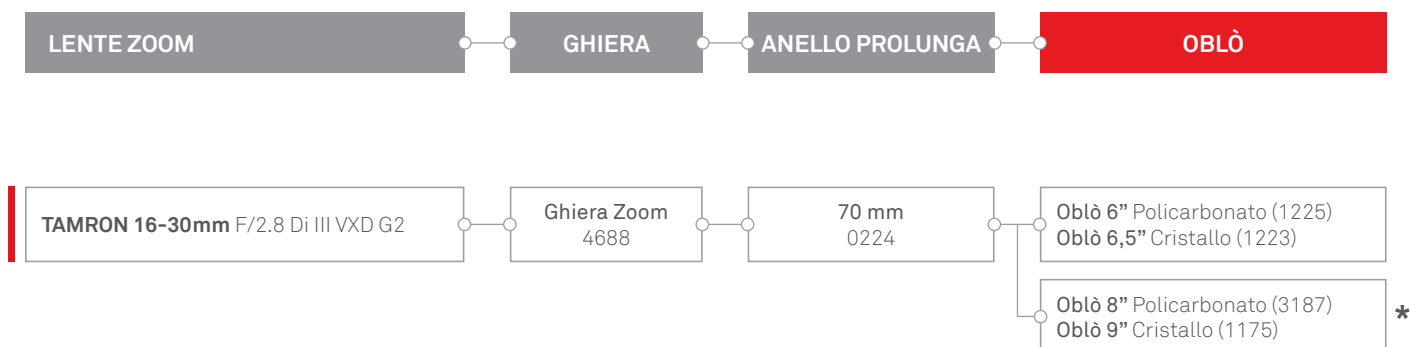 LENTE ZOOM
GHIERA
ANELLO PROLUNGA
OBLÒ
TAMRON 16-30mm F/2.8 Di III VXD G2
Ghiera Zoom
4688
70 mm
0224
Oblò 6” Policarbonato (1225)
Oblò 6,5” Cristallo (1223)
Oblò 8” Policarbonato (3187)
Oblò 9” Cristallo (1175)
*